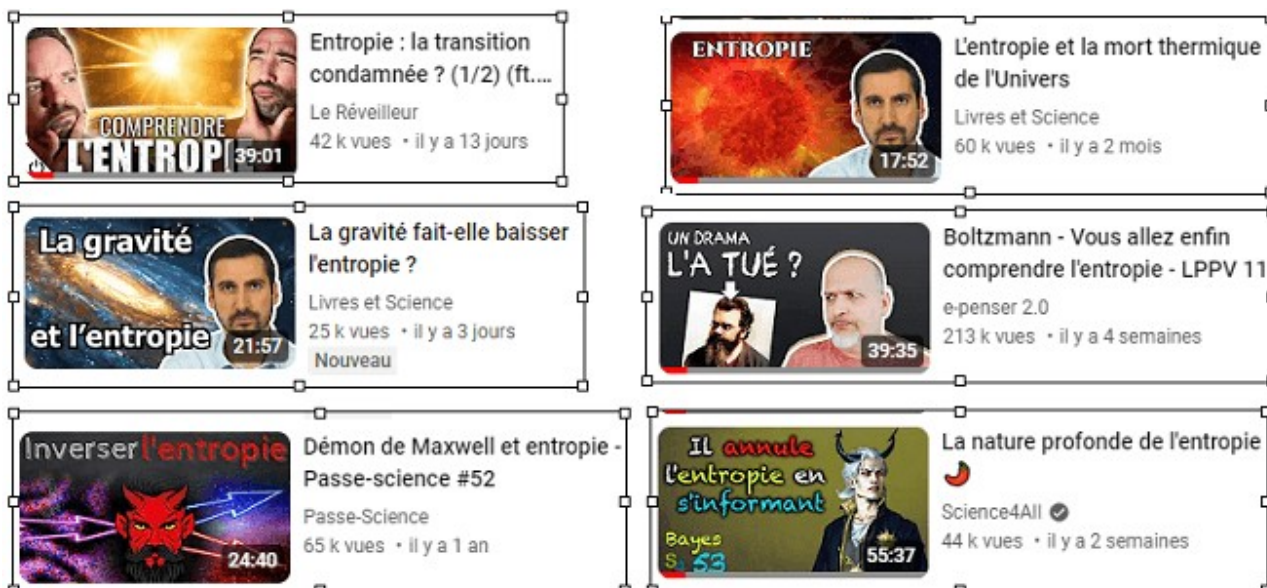 COMPRENDRE
L'ENTROP
39:01
Entropie : la transition
condamnée ? (1/2) (ft....
Le Réveilleur
42 k vues • il y a 13 jours
ENTROPIE
17:52
L'entropie et la mort thermique
de l'Univers
Livres et Science
60 k vues • il y a 2 mois
La gravité
et l'entropie
21:57
La gravité fait-elle baisser
l'entropie ?
Livres et Science
25 k vues • il y a 3 jours
Nouveau
UN DRAMA
L'A TUÉ ?
39:35
Boltzmann - Vous allez enfin
comprendre l'entropie - LPPV 11
e-penser 2.0
213 k vues • il y a 4 semaines
Inverser l'entropie
24:40
Démon de Maxwell et entropie -
Passe-science #52
Passe-Science
65 k vues • il y a 1 an
Il annule
l'entropie en
s'informant
Bayes
S. 53
55:37
La nature profonde de l'entropie
🌶️
Science4All
44 k vues • il y a 2 semaines